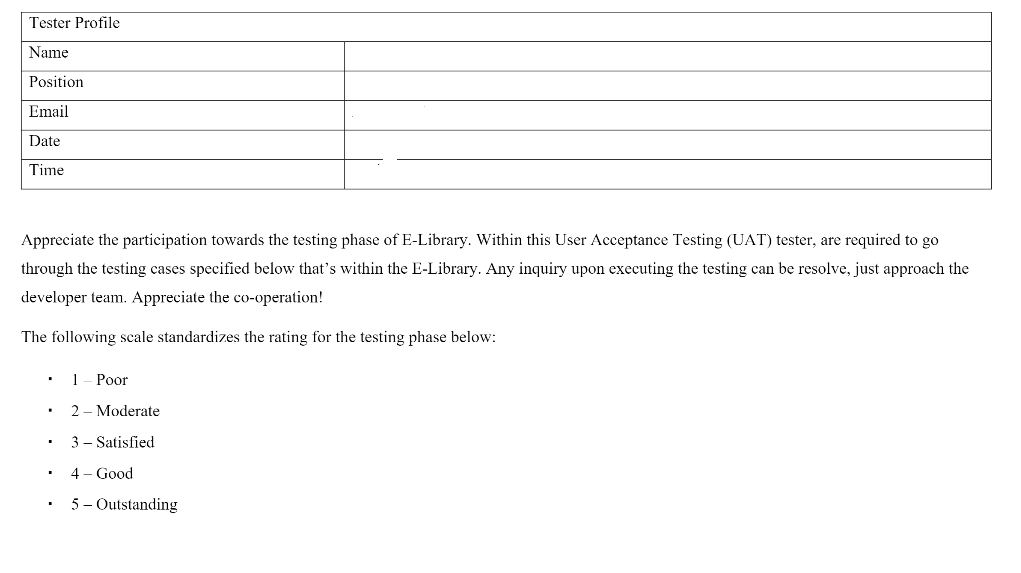 Tester Profile
Name
Position
Email
Date
Time
Appreciate the participation towards the testing phase of E-Library. Within this User Acceptance Testing (UAT) tester, are required to go
through the testing cases specified below that’s within the E-Library. Any inquiry upon executing the testing can be resolve, just approach the
developer team. Appreciate the co-operation!
The following scale standardizes the rating for the testing phase below:
▪ 1 – Poor
▪ 2 – Moderate
▪ 3 – Satisfied
▪ 4 – Good
▪ 5 – Outstanding